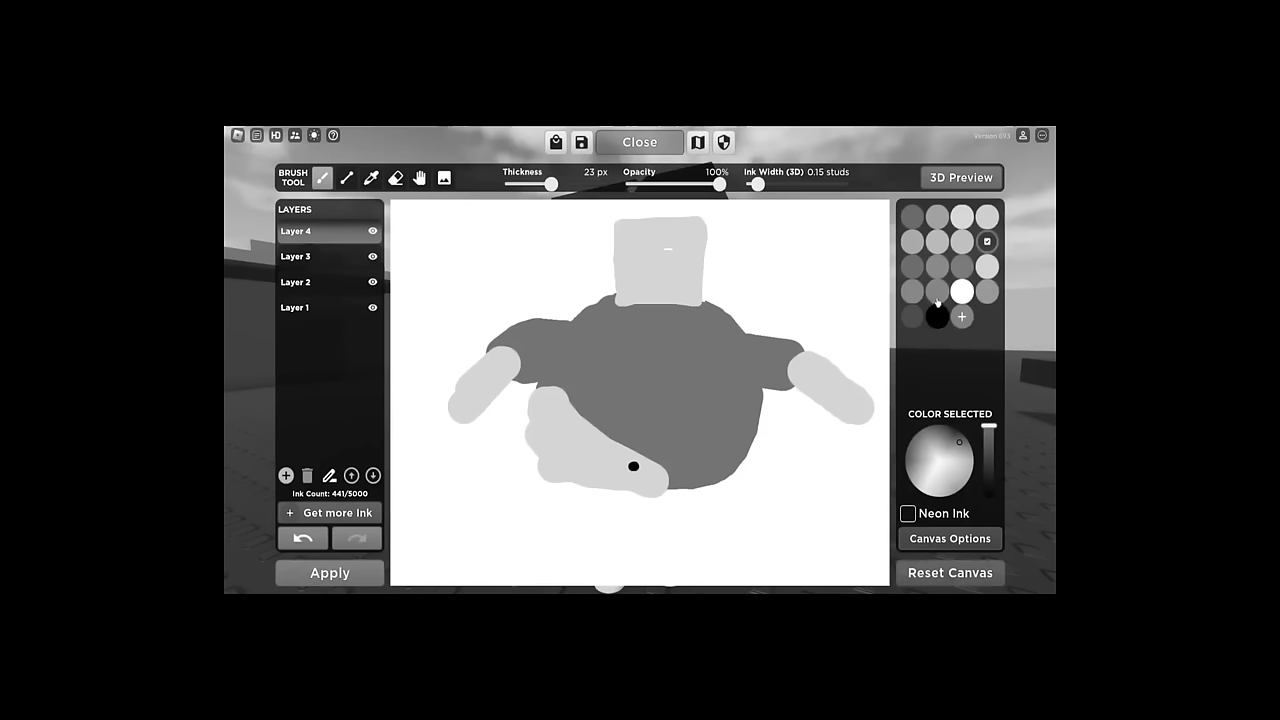 Version 693
Close
BRUSH TOOL
Thickness 23 px Opacity 100% Ink Width (3D) 0.15 studs
3D Preview
LAYERS
Layer 4
Layer 3
Layer 2
Layer 1
Ink Count: 441/5000
+ Get more Ink
Apply
COLOR SELECTED
Neon Ink
Canvas Options
Reset Canvas